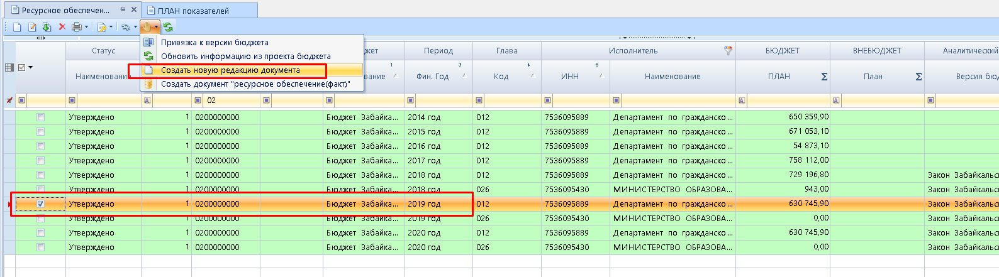 Ресурсное обеспечен... ПЛАН показателей
Привязка к версии бюджета
Обновить информацию из проекта бюджета
Создать новую редакцию документа
Создать документ "ресурсное обеспечение(факт)"
Статус жет Период Глава Исполнитель БЮДЖЕТ ВНЕБЮДЖЕТ Аналитический
Наименование вание 1 Фин. Год 3 Код 4 ИНН 5 Наименование ПЛАН Σ План Σ Версия бюд
02
Утверждено 1 0200000000 Бюджет Забайка... 2014 год 012 7536095889 Департамент по гражданско... 650 359,90
Утверждено 1 0200000000 Бюджет Забайка... 2015 год 012 7536095889 Департамент по гражданско... 671 053,10
Утверждено 1 0200000000 Бюджет Забайка... 2016 год 012 7536095889 Департамент по гражданско... 54 873,10
Утверждено 1 0200000000 Бюджет Забайка... 2017 год 012 7536095889 Департамент по гражданско... 758 112,00
Утверждено 1 0200000000 Бюджет Забайка... 2018 год 012 7536095889 Департамент по гражданско... 729 196,80 Закон Забайкальс
Утверждено 1 0200000000 Бюджет Забайка... 2018 год 026 7536095430 МИНИСТЕРСТВО ОБРАЗОВА... 943,00 Закон Забайкальс
Утверждено 1 0200000000 Бюджет Забайка... 2019 год 012 7536095889 Департамент по гражданско... 630 745,90 Закон Забайкальс
Утверждено 1 0200000000 Бюджет Забайка... 2019 год 026 7536095430 МИНИСТЕРСТВО ОБРАЗОВА... 0,00 Закон Забайкальс
Утверждено 1 0200000000 Бюджет Забайка... 2020 год 012 7536095889 Департамент по гражданско... 630 745,90 Закон Забайкальс
Утверждено 1 0200000000 Бюджет Забайка... 2020 год 026 7536095430 МИНИСТЕРСТВО ОБРАЗОВА... 0,00 Закон Забайкальс